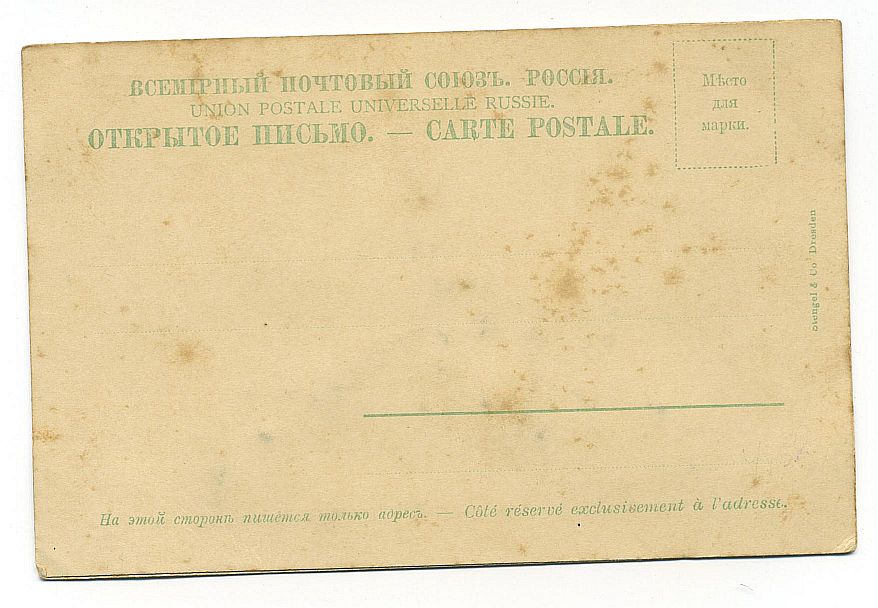 ВСЕМІРНЫЙ ПОЧТОВЫЙ СОЮЗЪ. РОССІЯ.
UNION POSTALE UNIVERSELLE RUSSIE.
ОТКРЫТОЕ ПИСЬМО. — CARTE POSTALE.
Мѣсто
для
марки.
Stengel & Co Dresden
На этой сторонѣ пишется только адресъ. — Côté réservé exclusivement à l'adresse.